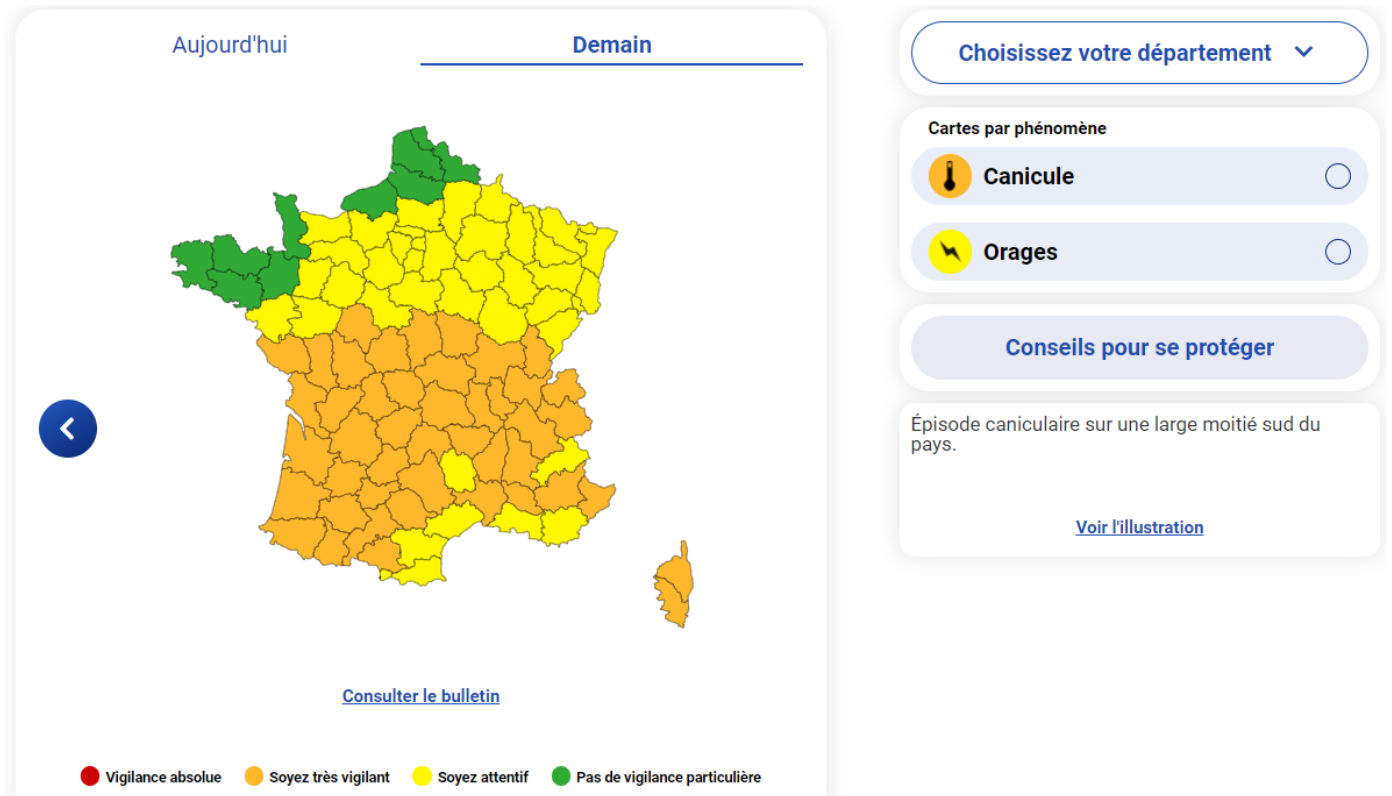 Aujourd'hui
Demain
Consulter le bulletin
Vigilance absolue
Soyez très vigilant
Soyez attentif
Pas de vigilance particulière
Choisissez votre département
Cartes par phénomène
Canicule
Orages
Conseils pour se protéger
Épisode caniculaire sur une large moitié sud du
pays.
Voir l'illustration